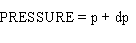 PRESSURE = p + dp